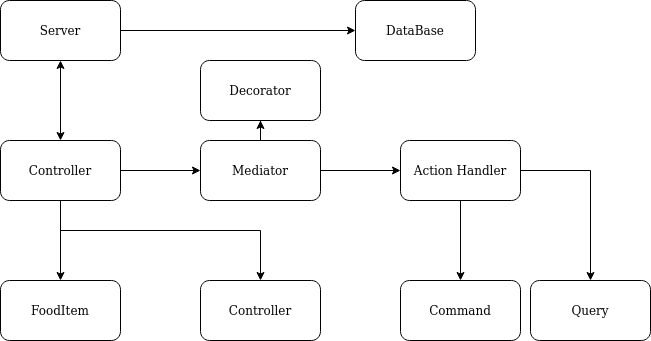 Server
DataBase
Decorator
Controller
Mediator
Action Handler
FoodItem
Controller
Command
Query